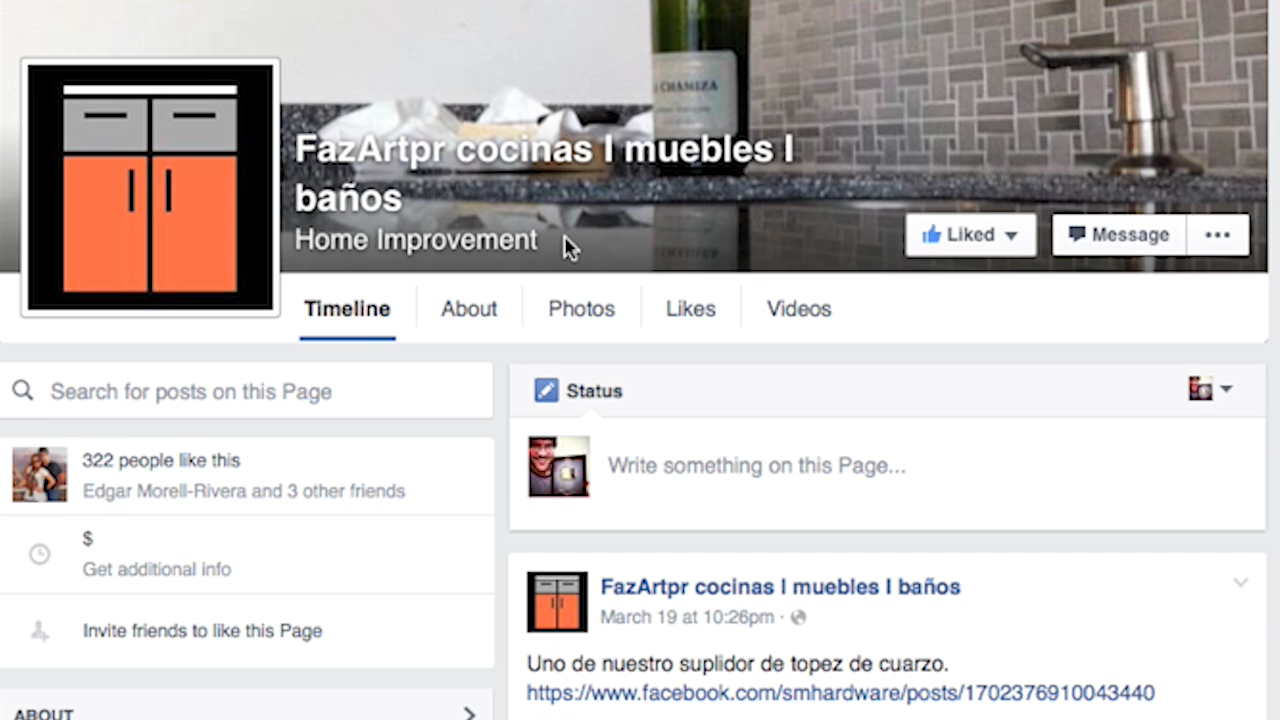 CHAMIZA
FazArtpr cocinas I muebles I
baños
Home Improvement
Liked
Message
Timeline
About
Photos
Likes
Videos
Search for posts on this Page
322 people like this
Edgar Morell-Rivera and 3 other friends
$
Get additional info
Invite friends to like this Page
ABOUT
Status
Write something on this Page...
FazArtpr cocinas I muebles I baños
March 19 at 10:26pm ·
Uno de nuestro suplidor de topez de cuarzo.
https://www.facebook.com/smhardware/posts/1702376910043440